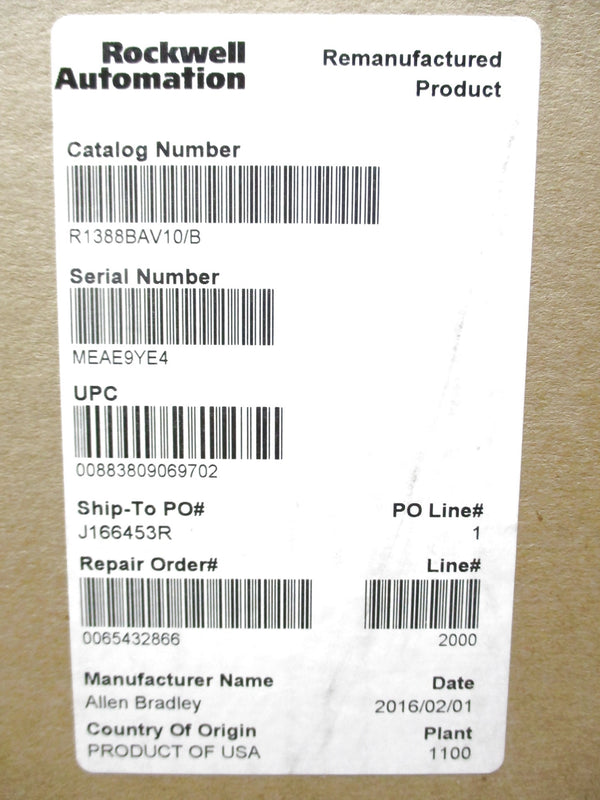 Rockwell
Automation
Remanufactured
Product
Catalog Number
R1388BAV10/B
Serial Number
MEAE9YE4
UPC
00883809069702
Ship-To PO# PO Line#
J166453R 1
Repair Order# Line#
0065432866 2000
Manufacturer Name Date
Allen Bradley 2016/02/01
Country Of Origin Plant
PRODUCT OF USA 1100